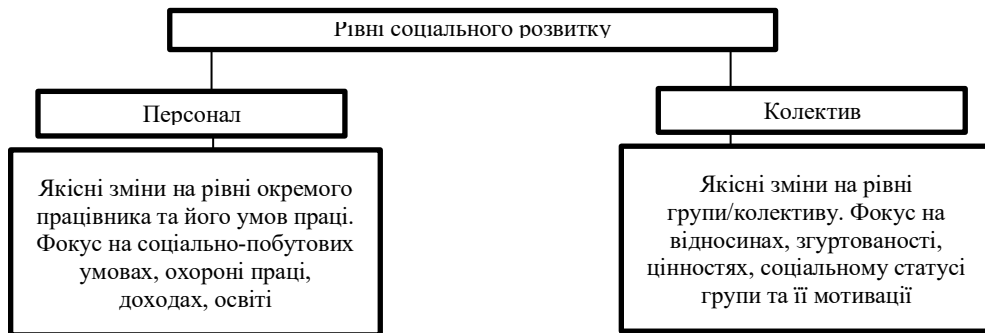 Рівні соціального розвитку
Персонал
Колектив
Якісні зміни на рівні окремого
працівника та його умов праці.
Фокус на соціально-побутових
умовах, охороні праці,
доходах, освіті
Якісні зміни на рівні
групи/колективу. Фокус на
відносинах, згуртованості,
цінностях, соціальному статусі
групи та її мотивації